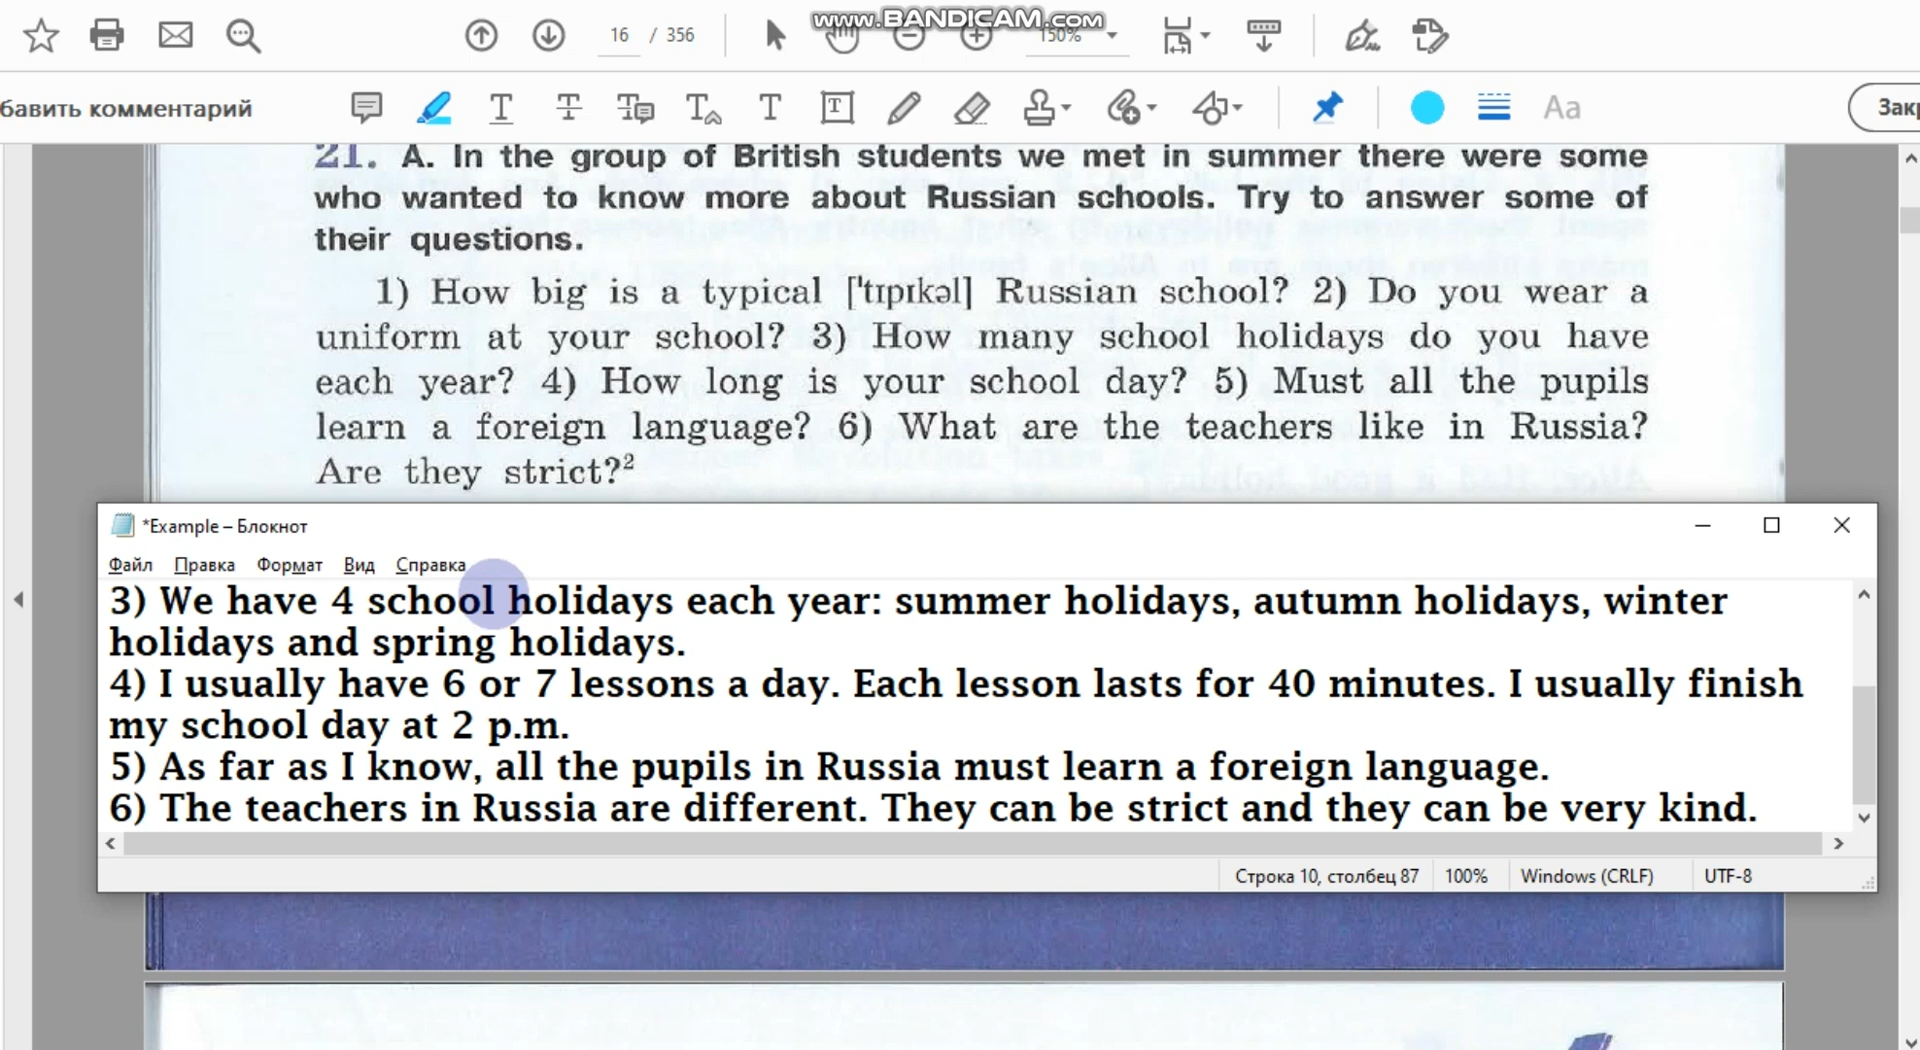 www.BANDICAM.com
16 / 356
150%
бавить комментарий
T T T T T T Aa
21. A. In the group of British students we met in summer there were some
who wanted to know more about Russian schools. Try to answer some of
their questions.
1) How big is a typical ['tɪpɪkəl] Russian school? 2) Do you wear a
uniform at your school? 3) How many school holidays do you have
each year? 4) How long is your school day? 5) Must all the pupils
learn a foreign language? 6) What are the teachers like in Russia?
Are they strict?²
*Example – Блокнот
Файл Правка Формат Вид Справка
3) We have 4 school holidays each year: summer holidays, autumn holidays, winter
holidays and spring holidays.
4) I usually have 6 or 7 lessons a day. Each lesson lasts for 40 minutes. I usually finish
my school day at 2 p.m.
5) As far as I know, all the pupils in Russia must learn a foreign language.
6) The teachers in Russia are different. They can be strict and they can be very kind.
Строка 10, столбец 87 100% Windows (CRLF) UTF-8